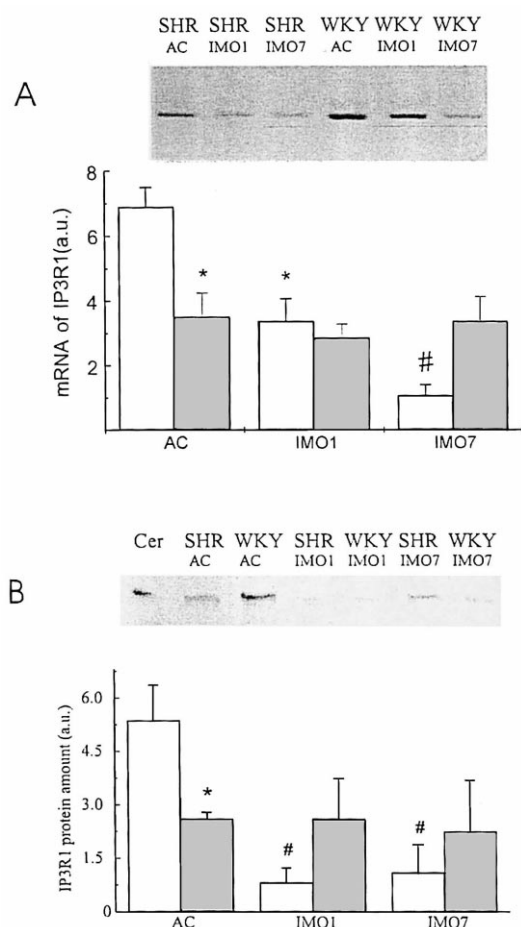 SHR SHR SHR WKY WKY WKY
AC IMO1 IMO7 AC IMO1 IMO7
A
8
6
4
2
mRNA of IP3R1(a.u.)
* *
#
AC IMO1 IMO7
Cer SHR WKY SHR WKY SHR WKY
AC AC IMO1 IMO1 IMO7 IMO7
B
6.0
4.5
3.0
1.5
0
IP3R1 protein amount (a.u.)
*
# #
AC IMO1 IMO7